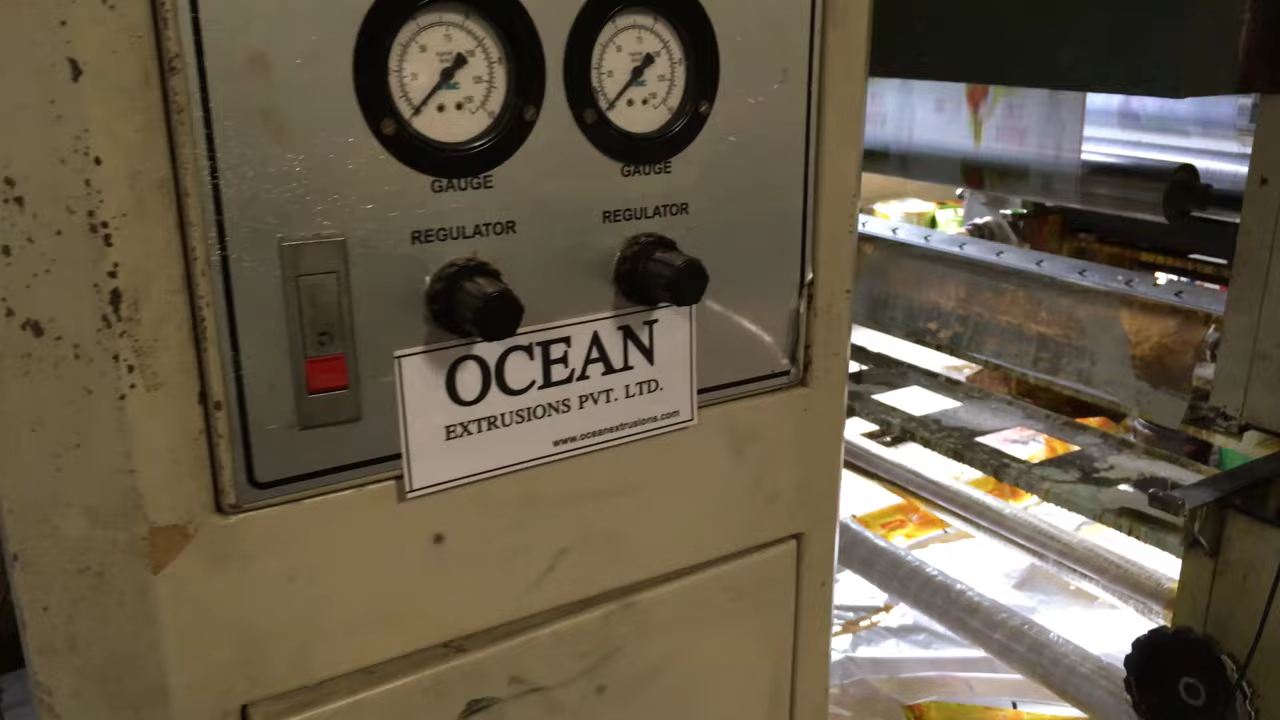 GAUGE
GAUGE
REGULATOR
REGULATOR
OCEAN
EXTRUSIONS PVT. LTD.
www.oceanextrusions.com